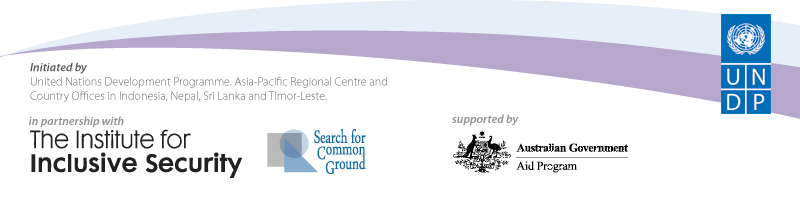 Initiated by
United Nations Development Programme. Asia-Pacific Regional Centre and
Country Offices in Indonesia, Nepal, Sri Lanka and Timor-Leste.
in partnership with
The Institute for
Inclusive Security
Search for
Common
Ground
supported by
Australian Government
Aid Program
U N
D P